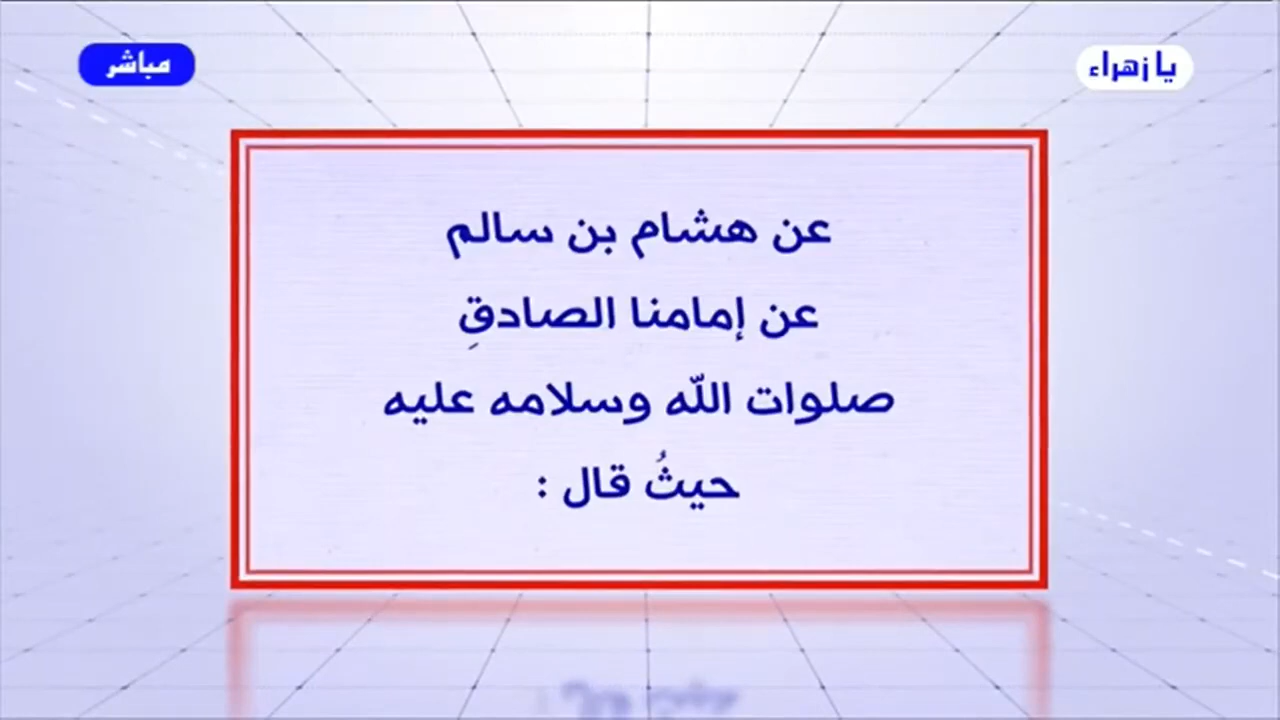 يا زهراء
مباشر
عن هشام بن سالم
عن إمامنا الصادقِ
صلوات اللّه وسلامه عليه
حيثُ قال :